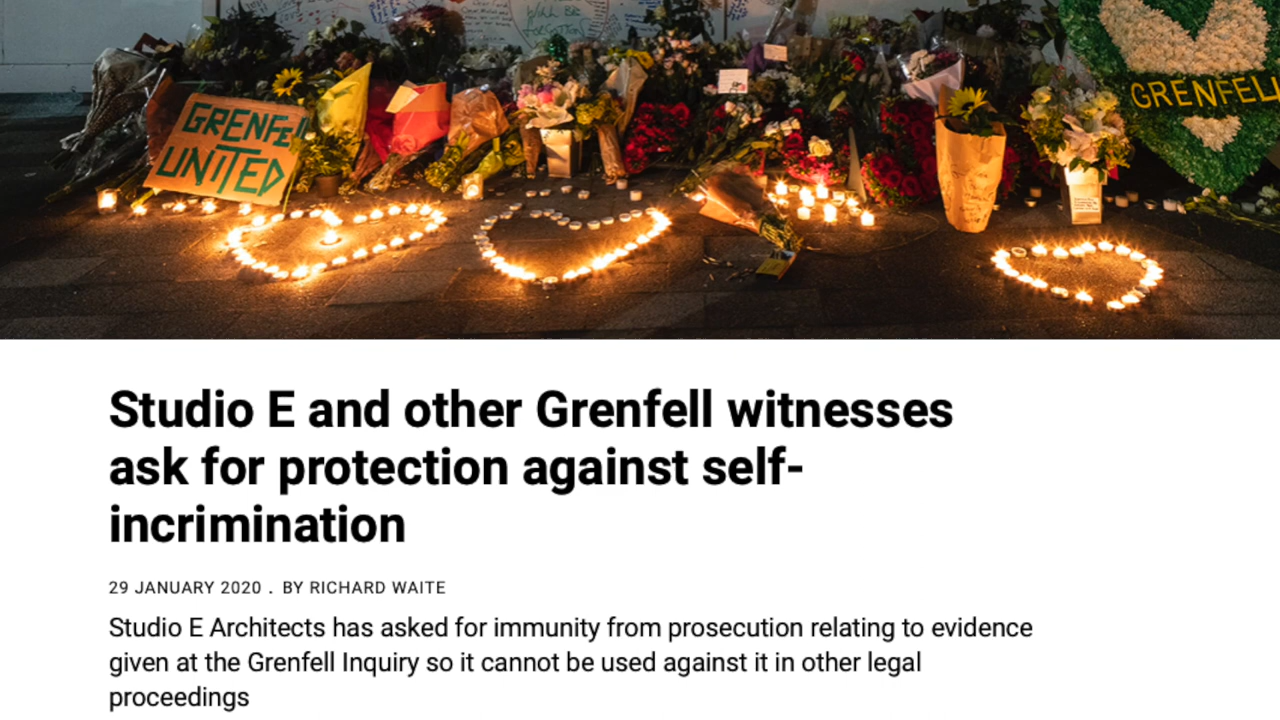 GRENFELL
GRENFELL
UNITED
Studio E and other Grenfell witnesses
ask for protection against self-
incrimination
29 JANUARY 2020 . BY RICHARD WAITE
Studio E Architects has asked for immunity from prosecution relating to evidence
given at the Grenfell Inquiry so it cannot be used against it in other legal
proceedings